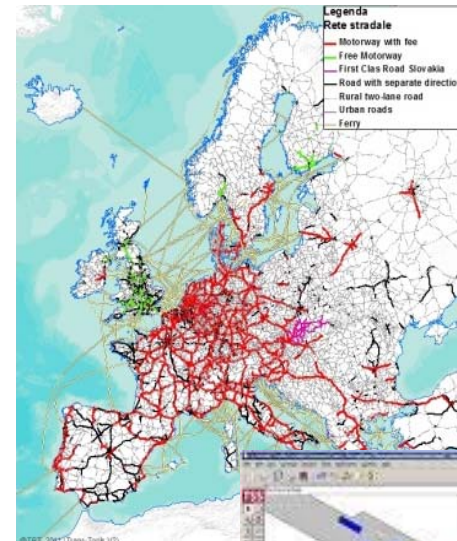 Legenda
Rete stradale
Motorway with fee
Free Motorway
First Clas Road Slovakia
Road with separate direction
Rural two-lane road
Urban roads
Ferry